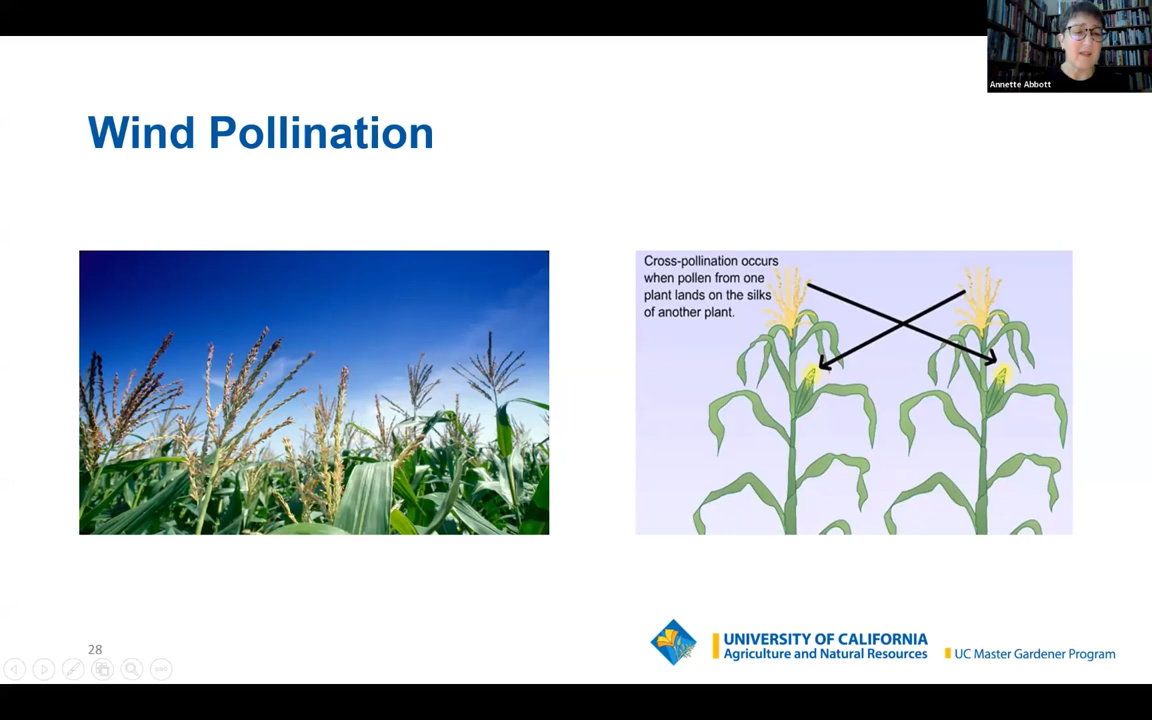 Annette Abbott
Wind Pollination
Cross-pollination occurs
when pollen from one
plant lands on the silks
of another plant.
28
UNIVERSITY OF CALIFORNIA
Agriculture and Natural Resources
UC Master Gardener Program